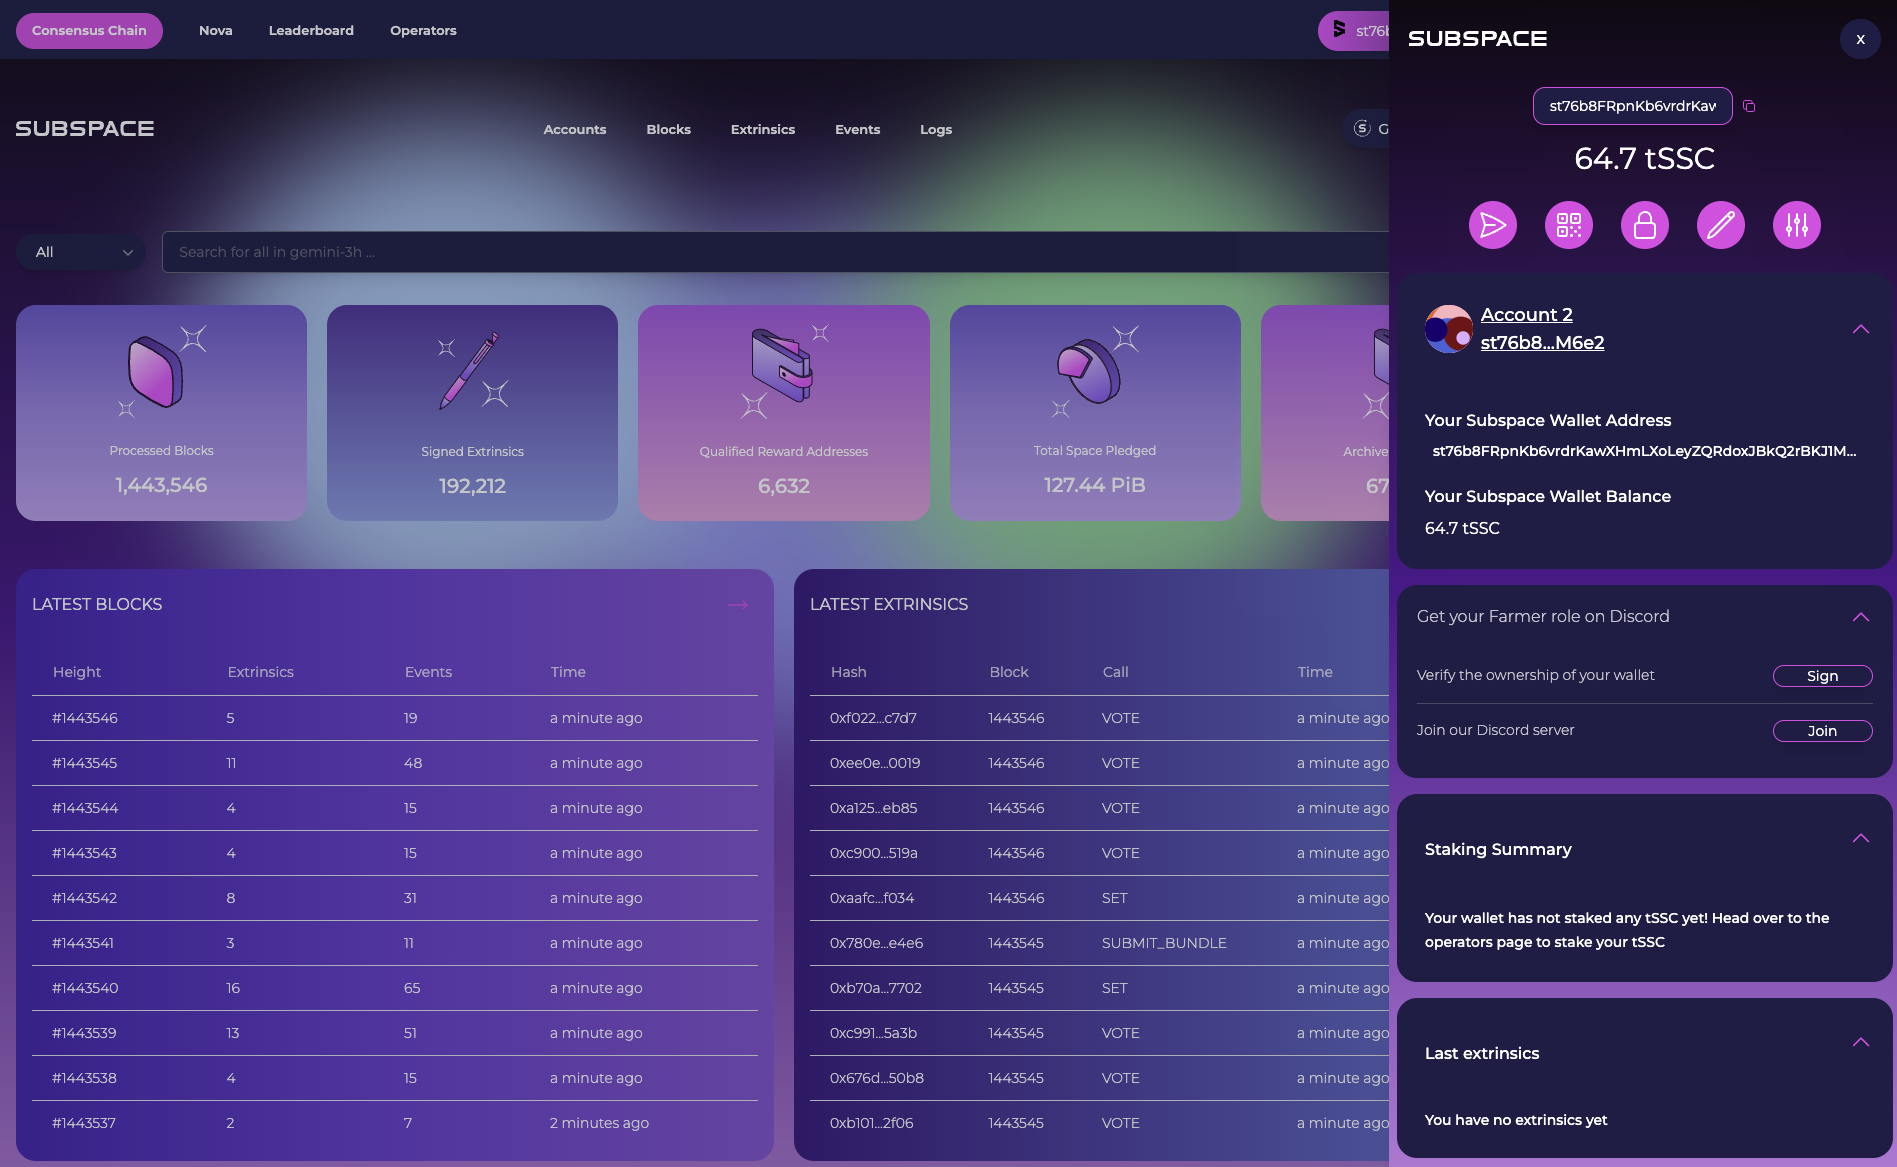 Consensus Chain
Nova
Leaderboard
Operators
st76b
SUBSPACE
Accounts
Blocks
Extrinsics
Events
Logs
G
All
Search for all in gemini-3h ...
Processed Blocks
1,443,546
Signed Extrinsics
192,212
Qualified Reward Addresses
6,632
Total Space Pledged
127.44 PiB
Archive
67
LATEST BLOCKS
Height Extrinsics Events Time
#1443546 5 19 a minute ago
#1443545 11 48 a minute ago
#1443544 4 15 a minute ago
#1443543 4 15 a minute ago
#1443542 8 31 a minute ago
#1443541 3 11 a minute ago
#1443540 16 65 a minute ago
#1443539 13 51 a minute ago
#1443538 4 15 a minute ago
#1443537 2 7 2 minutes ago
LATEST EXTRINSICS
Hash Block Call Time
0xf022...c7d7 1443546 VOTE a minute ago
0xee0e...0019 1443546 VOTE a minute ago
0xa125...eb85 1443546 VOTE a minute ago
0xc900...519a 1443546 VOTE a minute ago
0xaafc...f034 1443546 SET a minute ago
0x780e...e4e6 1443545 SUBMIT_BUNDLE a minute ago
0xb70a...7702 1443545 SET a minute ago
0xc991...5a3b 1443545 VOTE a minute ago
0x676d...50b8 1443545 VOTE a minute ago
0xb101...2f06 1443545 VOTE a minute ago
SUBSPACE
X
st76b8FRpnKb6vrdrKaw
64.7 tSSC
Account 2
st76b8...M6e2
Your Subspace Wallet Address
st76b8FRpnKb6vrdrKawXHmLXoLeyZQRdoxJBkQ2rBKJ1M...
Your Subspace Wallet Balance
64.7 tSSC
Get your Farmer role on Discord
Verify the ownership of your wallet
Sign
Join our Discord server
Join
Staking Summary
Your wallet has not staked any tSSC yet! Head over to the
operators page to stake your tSSC
Last extrinsics
You have no extrinsics yet